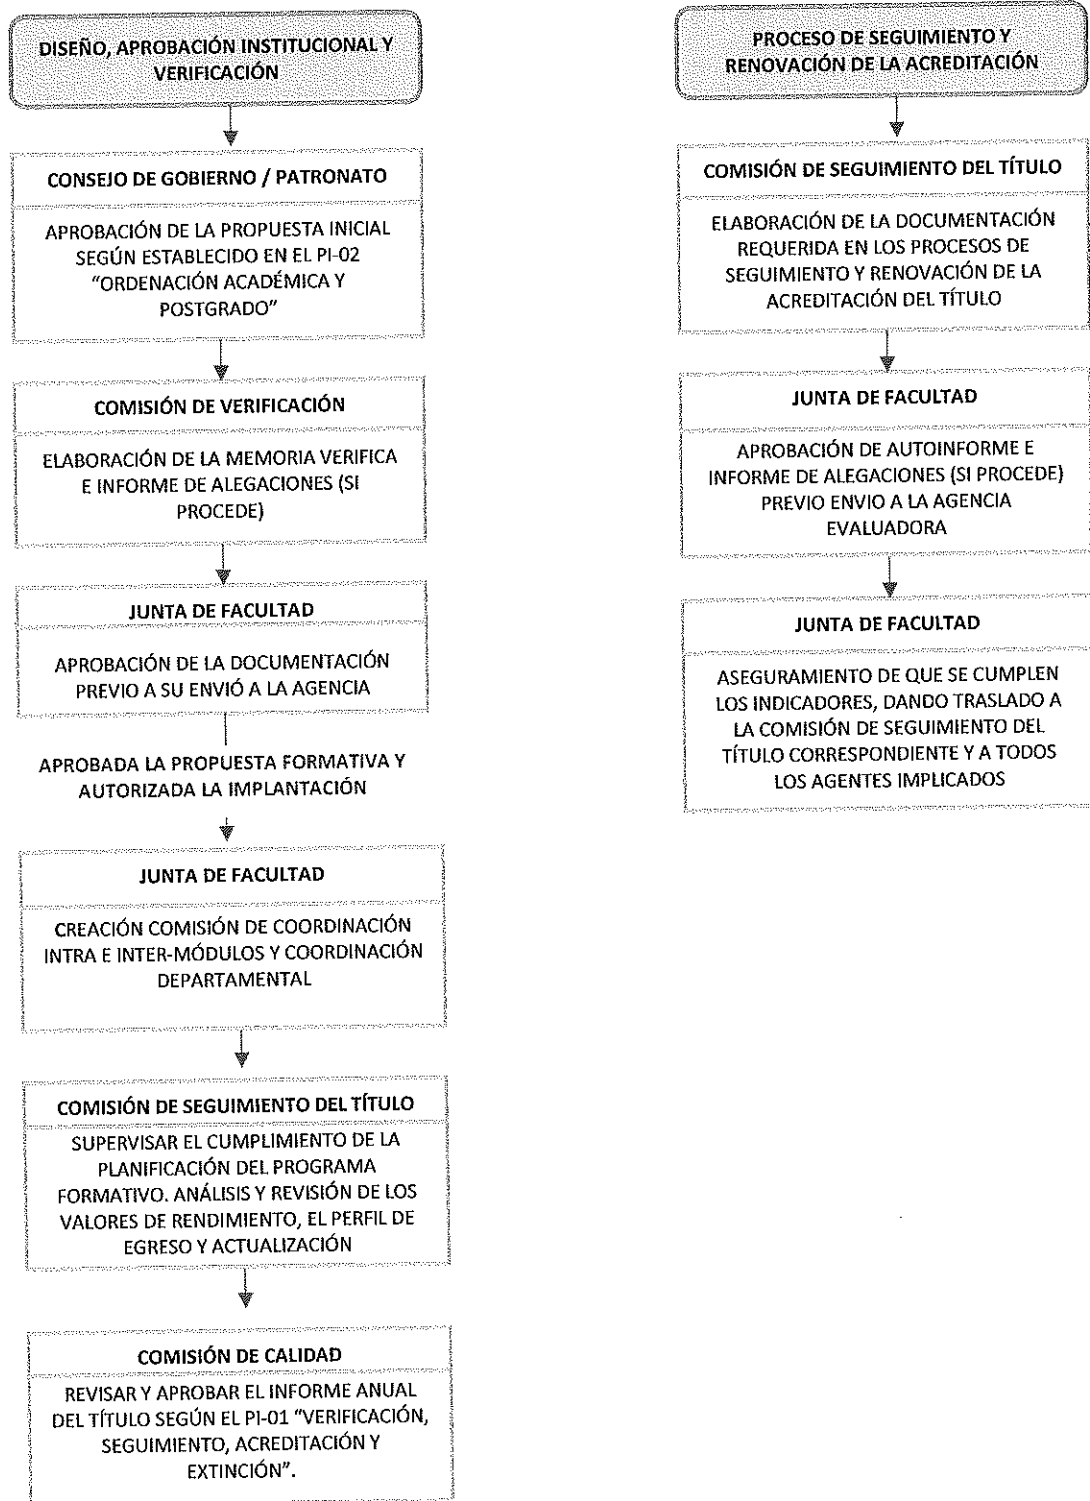 DISEÑO, APROBACIÓN INSTITUCIONAL Y
VERIFICACIÓN
CONSEJO DE GOBIERNO / PATRONATO
APROBACIÓN DE LA PROPUESTA INICIAL
SEGÚN ESTABLECIDO EN EL PI-02
“ORDENACIÓN ACADÉMICA Y
POSTGRADO”
COMISIÓN DE VERIFICACIÓN
ELABORACIÓN DE LA MEMORIA VERIFICA
E INFORME DE ALEGACIONES (SI
PROCEDE)
JUNTA DE FACULTAD
APROBACIÓN DE LA DOCUMENTACIÓN
PREVIO A SU ENVIÓ A LA AGENCIA
APROBADA LA PROPUESTA FORMATIVA Y
AUTORIZADA LA IMPLANTACIÓN
JUNTA DE FACULTAD
CREACIÓN COMISIÓN DE COORDINACIÓN
INTRA E INTER-MÓDULOS Y COORDINACIÓN
DEPARTAMENTAL
COMISIÓN DE SEGUIMIENTO DEL TÍTULO
SUPERVISAR EL CUMPLIMIENTO DE LA
PLANIFICACIÓN DEL PROGRAMA
FORMATIVO. ANÁLISIS Y REVISIÓN DE LOS
VALORES DE RENDIMIENTO, EL PERFIL DE
EGRESO Y ACTUALIZACIÓN
COMISIÓN DE CALIDAD
REVISAR Y APROBAR EL INFORME ANUAL
DEL TÍTULO SEGÚN EL PI-01 “VERIFICACIÓN,
SEGUIMIENTO, ACREDITACIÓN Y
EXTINCIÓN”.
PROCESO DE SEGUIMIENTO Y
RENOVACIÓN DE LA ACREDITACIÓN
COMISIÓN DE SEGUIMIENTO DEL TÍTULO
ELABORACIÓN DE LA DOCUMENTACIÓN
REQUERIDA EN LOS PROCESOS DE
SEGUIMIENTO Y RENOVACIÓN DE LA
ACREDITACIÓN DEL TÍTULO
JUNTA DE FACULTAD
APROBACIÓN DE AUTOINFORME E
INFORME DE ALEGACIONES (SI PROCEDE)
PREVIO ENVIO A LA AGENCIA
EVALUADORA
JUNTA DE FACULTAD
ASEGURAMIENTO DE QUE SE CUMPLEN
LOS INDICADORES, DANDO TRASLADO A
LA COMISIÓN DE SEGUIMIENTO DEL
TÍTULO CORRESPONDIENTE Y A TODOS
LOS AGENTES IMPLICADOS